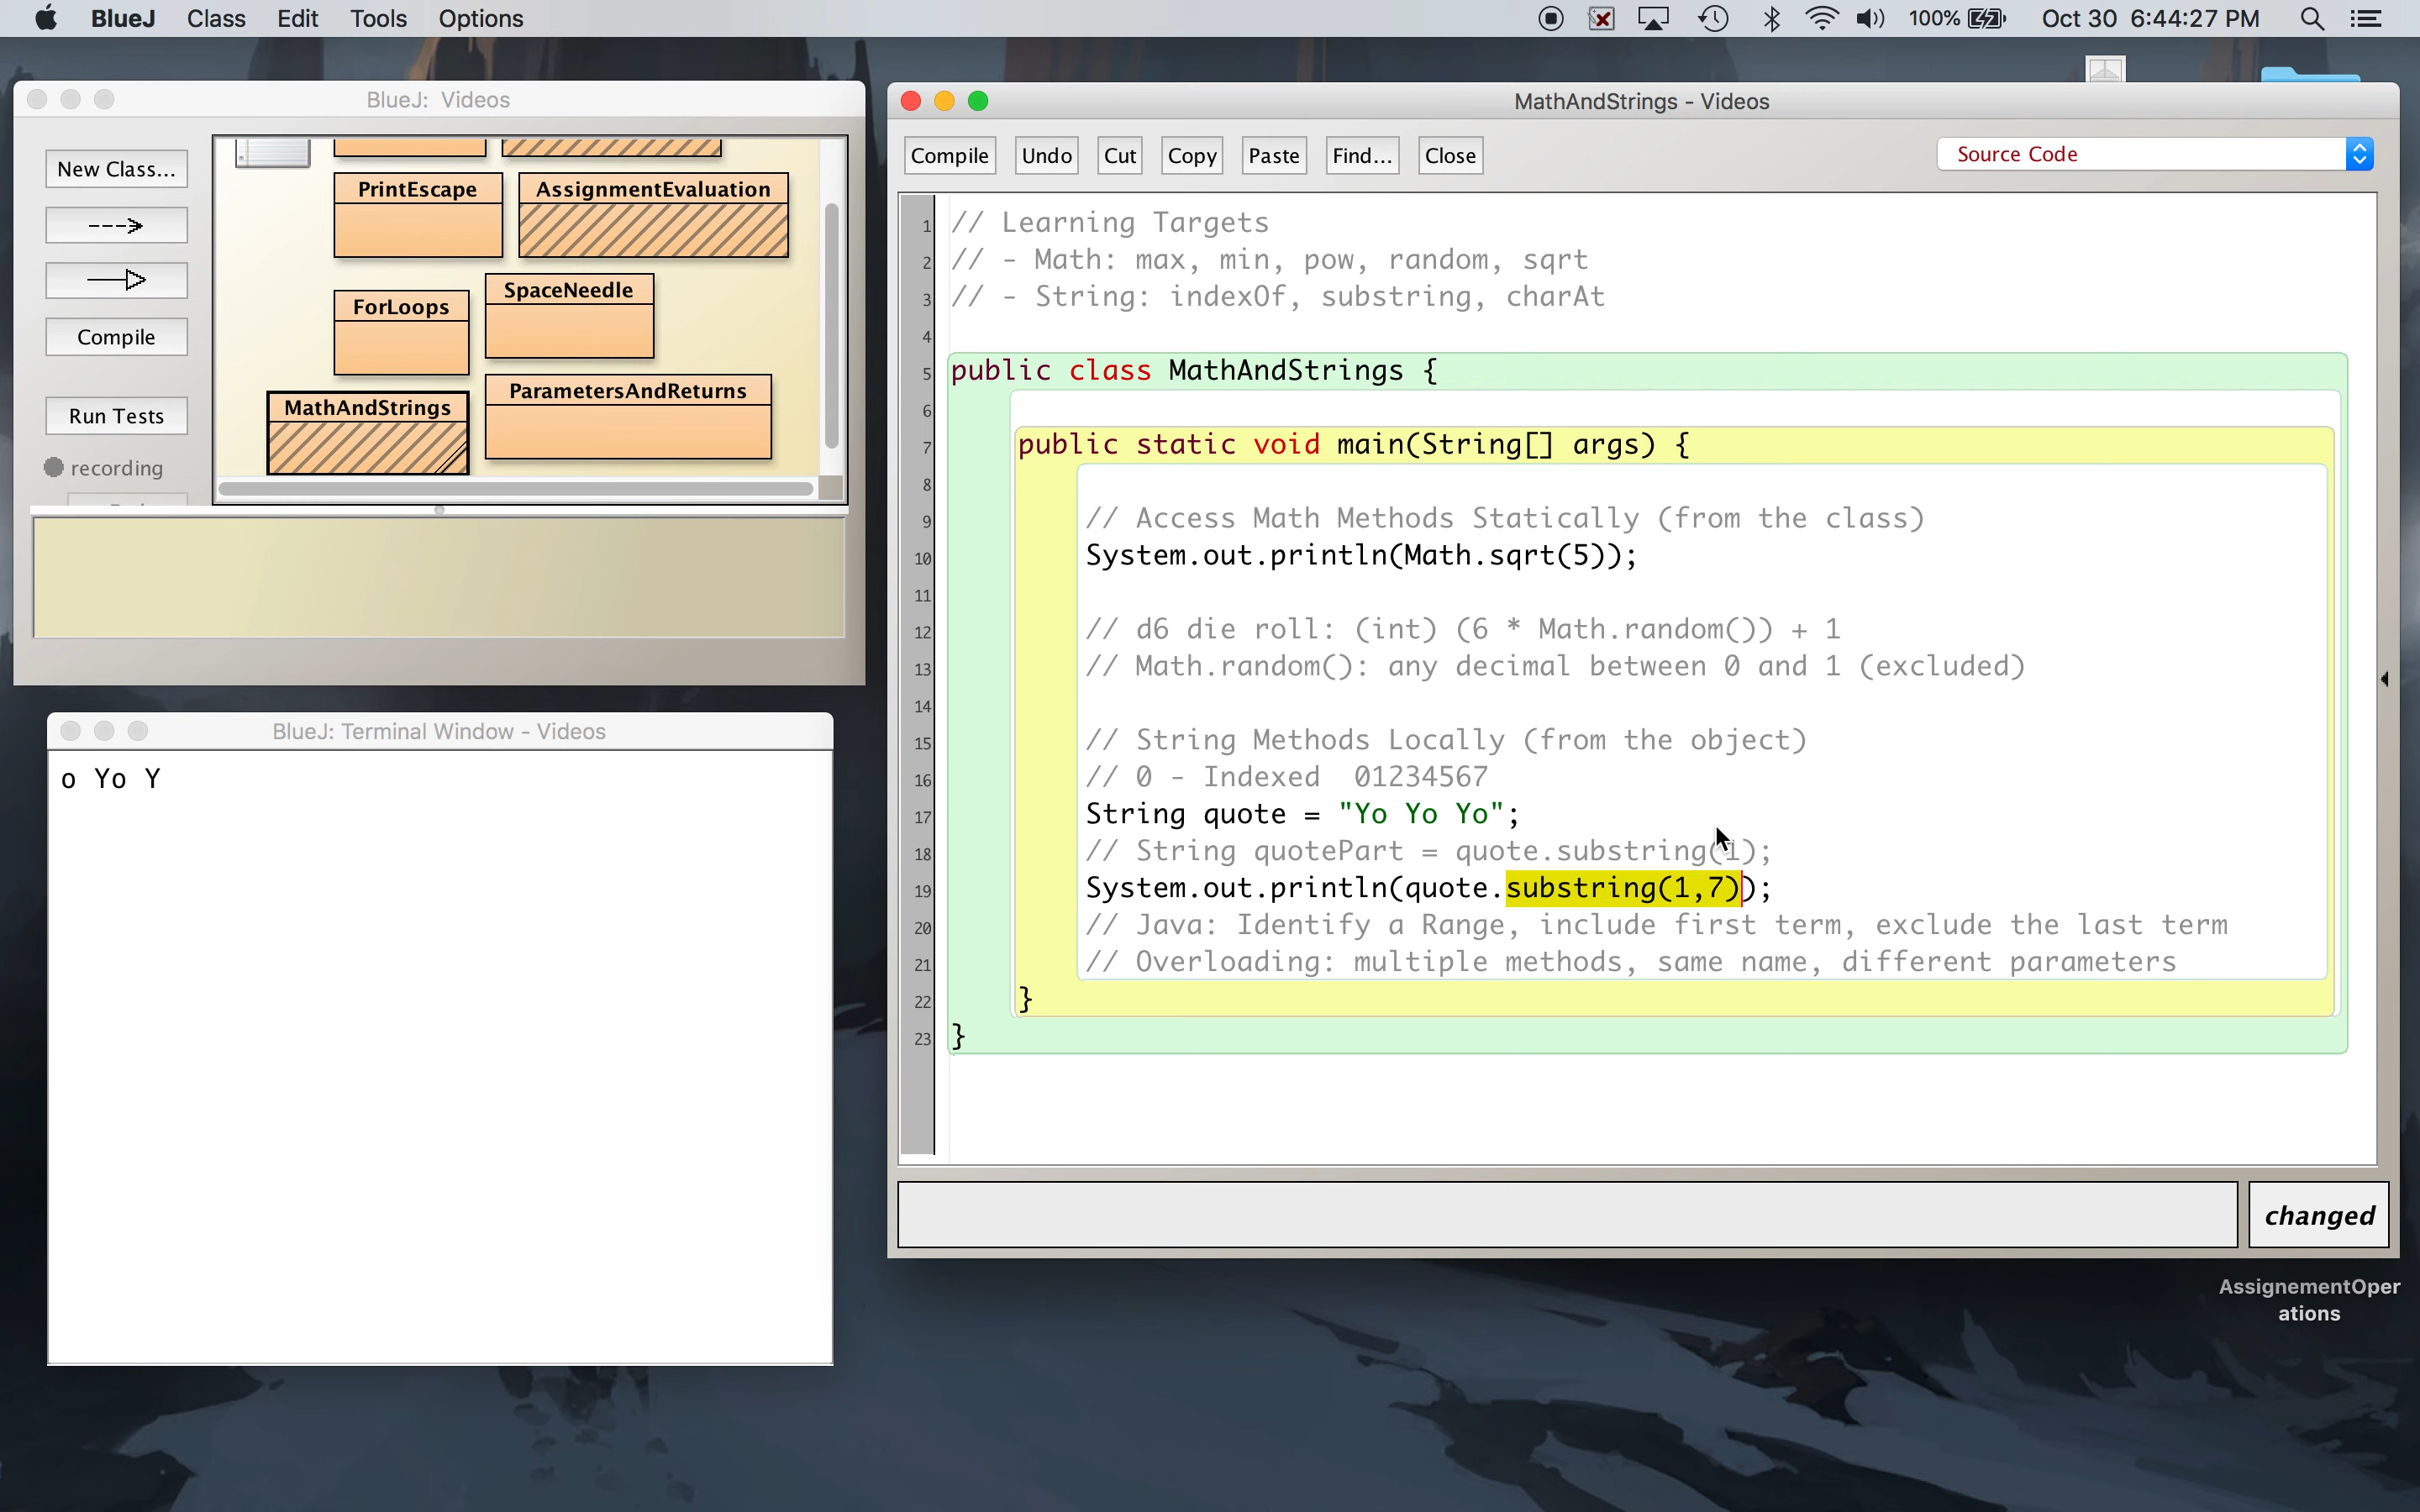 BlueJ Class Edit Tools Options 100% Oct 30 6:44:27 PM
BlueJ: Videos
New Class...
Compile
Run Tests
recording
PrintEscape
AssignmentEvaluation
ForLoops
SpaceNeedle
MathAndStrings
ParametersAndReturns
BlueJ: Terminal Window - Videos
o Yo Y
MathAndStrings - Videos
Compile Undo Cut Copy Paste Find... Close Source Code
1 // Learning Targets
2 // - Math: max, min, pow, random, sqrt
3 // - String: indexOf, substring, charAt
4
5 public class MathAndStrings {
6
7 public static void main(String[] args) {
8
9 // Access Math Methods Statically (from the class)
10 System.out.println(Math.sqrt(5));
11
12 // d6 die roll: (int) (6 * Math.random()) + 1
13 // Math.random(): any decimal between 0 and 1 (excluded)
14
15 // String Methods Locally (from the object)
16 // 0 - Indexed 01234567
17 String quote = "Yo Yo Yo";
18 // String quotePart = quote.substring(1);
19 System.out.println(quote.substring(1,7));
20 // Java: Identify a Range, include first term, exclude the last term
21 // Overloading: multiple methods, same name, different parameters
22 }
23 }
changed
AssignementOper
ations